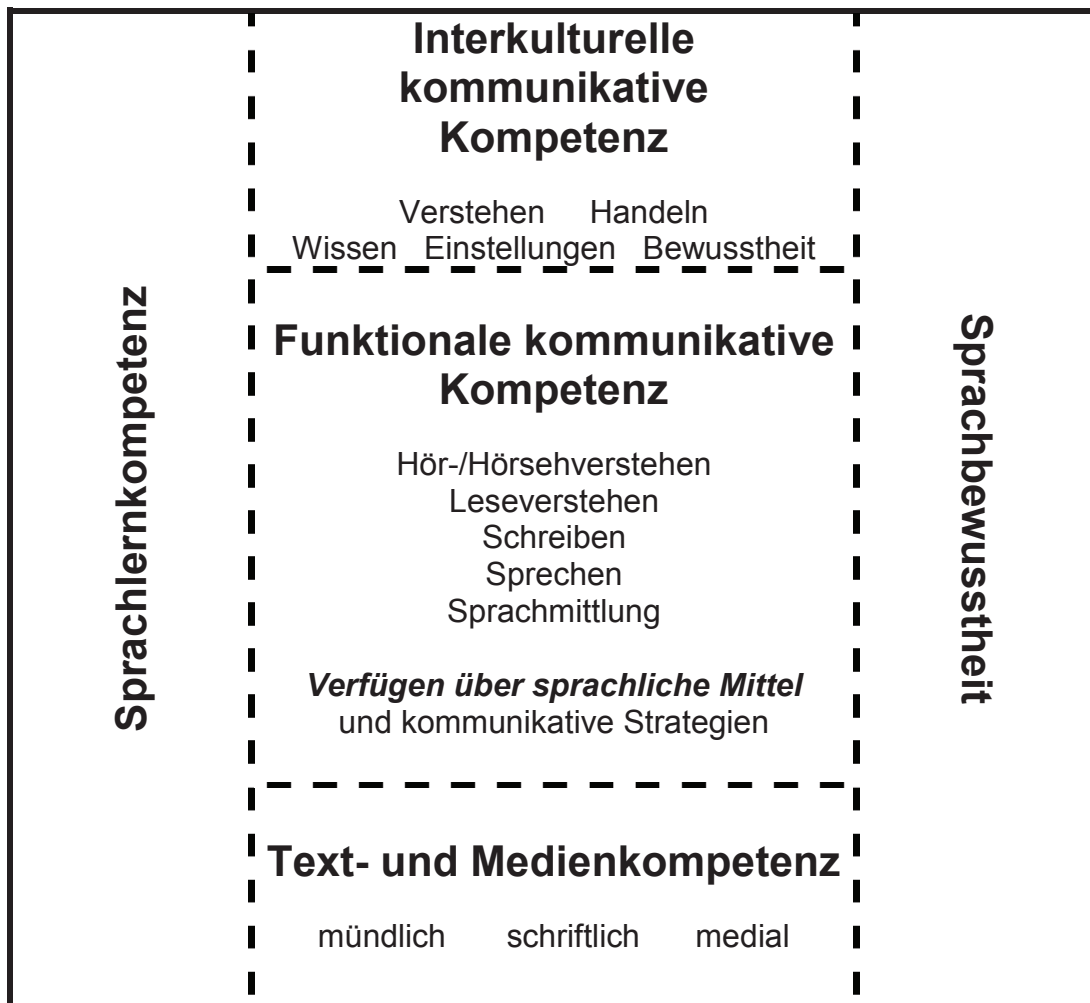 Interkulturelle
kommunikative
Kompetenz
Verstehen Handeln
Wissen Einstellungen Bewusstheit
Sprachlernkompetenz
Funktionale kommunikative
Kompetenz
Hör-/Hörsehverstehen
Leseverstehen
Schreiben
Sprechen
Sprachmittlung
Verfügen über sprachliche Mittel
und kommunikative Strategien
Sprachbewusstheit
Text- und Medienkompetenz
mündlich schriftlich medial